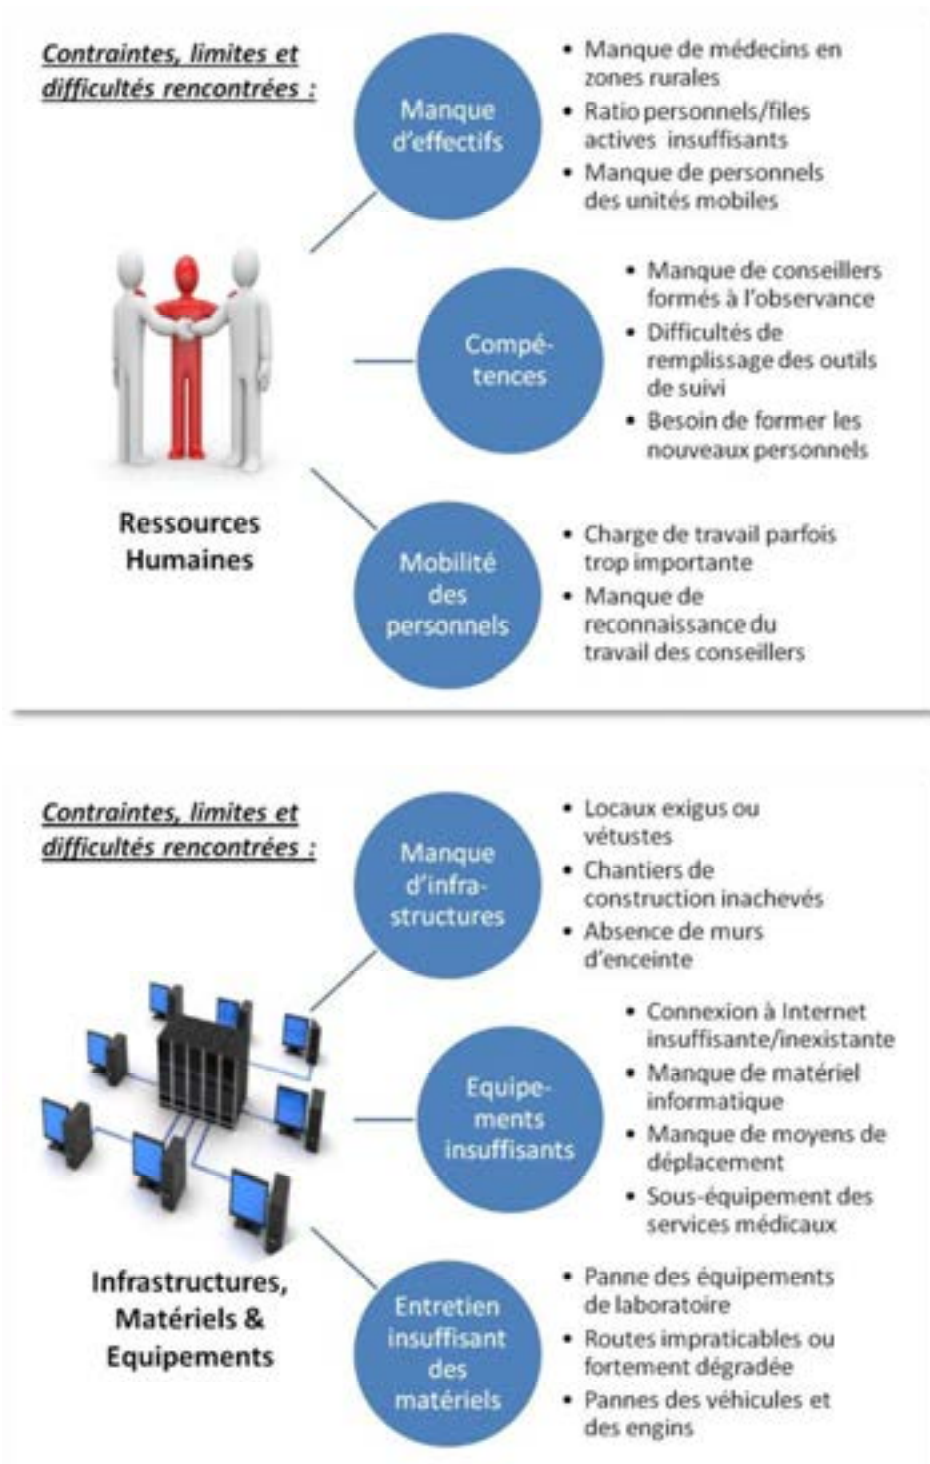 Contraintes, limites et
difficultés rencontrées :
Manque
d'effectifs
• Manque de médecins en
zones rurales
• Ratio personnels/files
actives insuffisants
• Manque de personnels
des unités mobiles
Compé-
tences
• Manque de conseillers
formés à l'observance
• Difficultés de
remplissage des outils
de suivi
• Besoin de former les
nouveaux personnels
Ressources
Humaines
Mobilité
des
personnels
• Charge de travail parfois
trop importante
• Manque de
reconnaissance du
travail des conseillers
Contraintes, limites et
difficultés rencontrées :
Manque
d'infra-
structures
• Locaux exigus ou
vétustes
• Chantiers de
construction inachevés
• Absence de murs
d'enceinte
Equipe-
ments
insuffisants
• Connexion à Internet
insuffisante/inexistante
• Manque de matériel
informatique
• Manque de moyens de
déplacement
• Sous-équipement des
services médicaux
Infrastructures,
Matériels &
Equipements
Entretien
insuffisant
des
matériels
• Panne des équipements
de laboratoire
• Routes impraticables ou
fortement dégradée
• Pannes des véhicules et
des engins